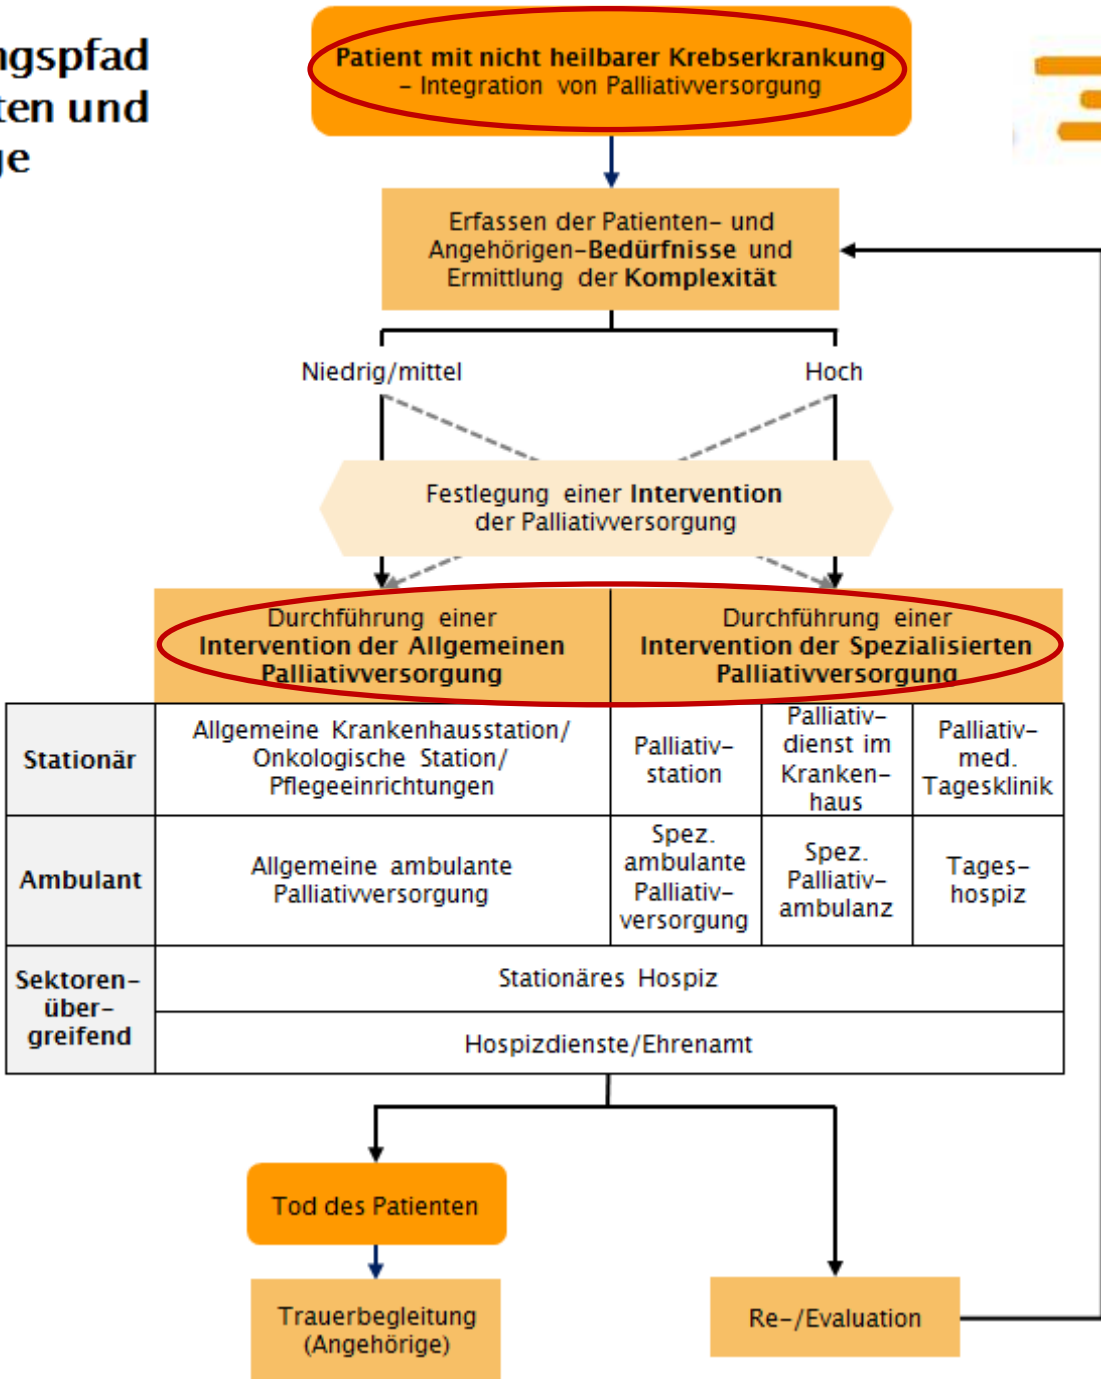 ngspfad
ten und
ge
Patient mit nicht heilbarer Krebserkrankung
– Integration von Palliativversorgung
Erfassen der Patienten– und
Angehörigen–Bedürfnisse und
Ermittlung der Komplexität
Niedrig/mittel
Hoch
Festlegung einer Intervention
der Palliativversorgung
Durchführung einer
Intervention der Allgemeinen
Palliativversorgung
Durchführung einer
Intervention der Spezialisierten
Palliativversorgung
Stationär
Allgemeine Krankenhausstation/
Onkologische Station/
Pflegeeinrichtungen
Palliativ–
station
Palliativ–
dienst im
Kranken–
haus
Palliativ–
med.
Tagesklinik
Ambulant
Allgemeine ambulante
Palliativversorgung
Spez.
ambulante
Palliativ–
versorgung
Spez.
Palliativ–
ambulanz
Tages–
hospiz
Sektoren–
über–
greifend
Stationäres Hospiz
Hospizdienste/Ehrenamt
Tod des Patienten
Trauerbegleitung
(Angehörige)
Re–/Evaluation